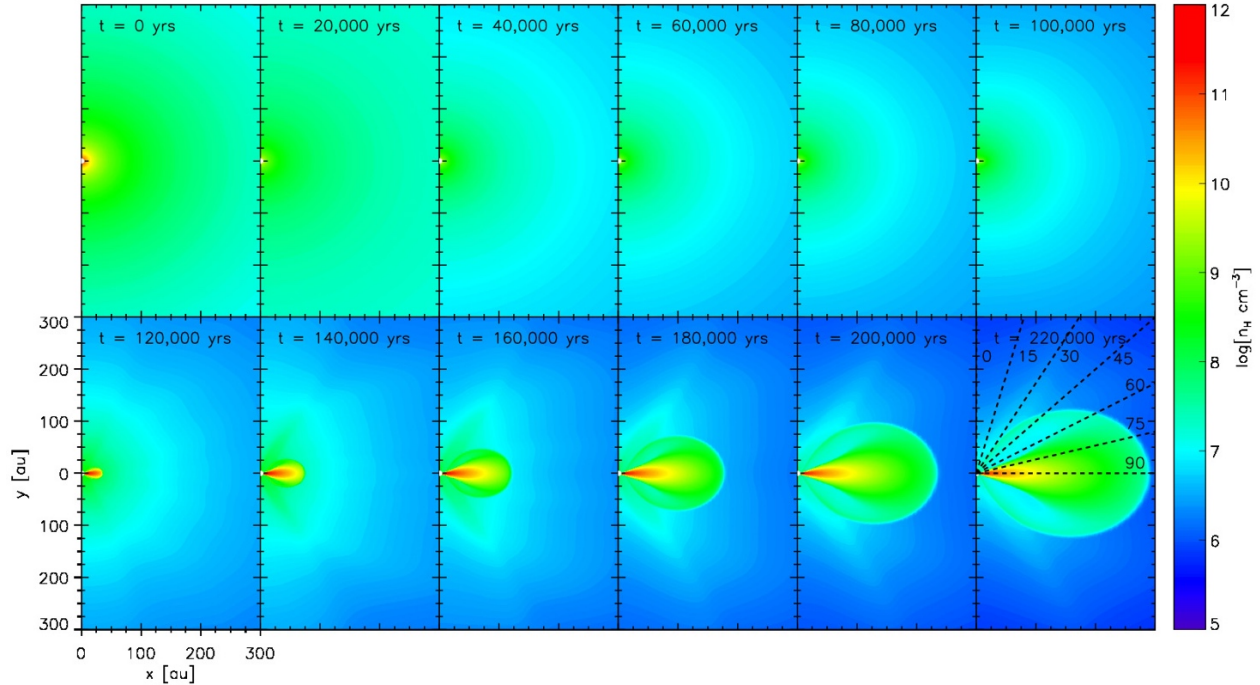 t = 0 yrs
t = 20,000 yrs
t = 40,000 yrs
t = 60,000 yrs
t = 80,000 yrs
t = 100,000 yrs
t = 120,000 yrs
t = 140,000 yrs
t = 160,000 yrs
t = 180,000 yrs
t = 200,000 yrs
t = 220,000 yrs
0
15
30
45
60
75
90
300
200
100
0
100
200
300
y [au]
0
100
200
300
x [au]
12
11
10
9
8
7
6
5
log[n_H cm⁻³]